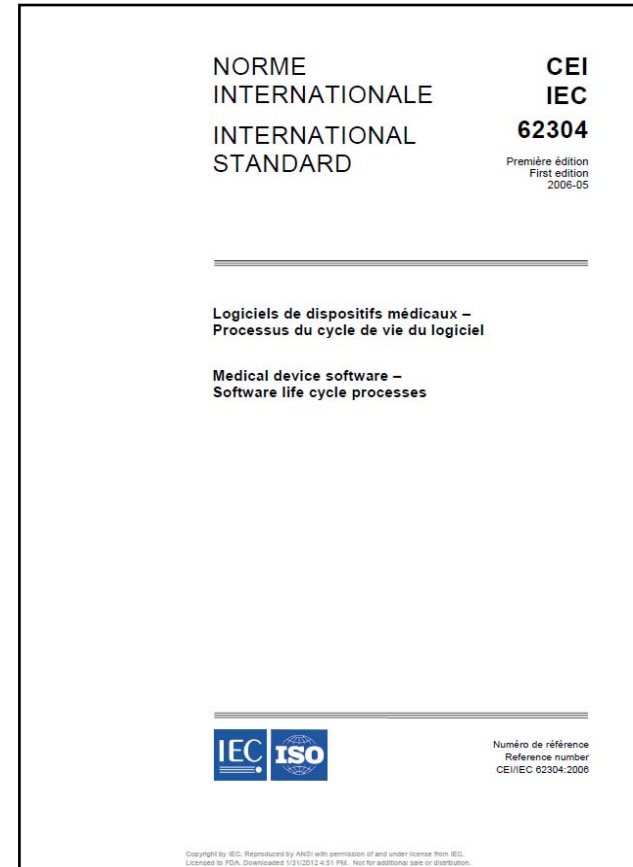 NORME
INTERNATIONALE
INTERNATIONAL
STANDARD
CEI
IEC
62304
Première édition
First edition
2006-05
Logiciels de dispositifs médicaux –
Processus du cycle de vie du logiciel
Medical device software –
Software life cycle processes
IEC ISO
Numéro de référence
Reference number
CEI/IEC 62304:2006
Copyright by IEC. Reproduced by ANSI with permission of and under license from IEC.
Licensed to FDA. Downloaded 1/31/2012 4:51 PM. Not for additional sale or distribution.